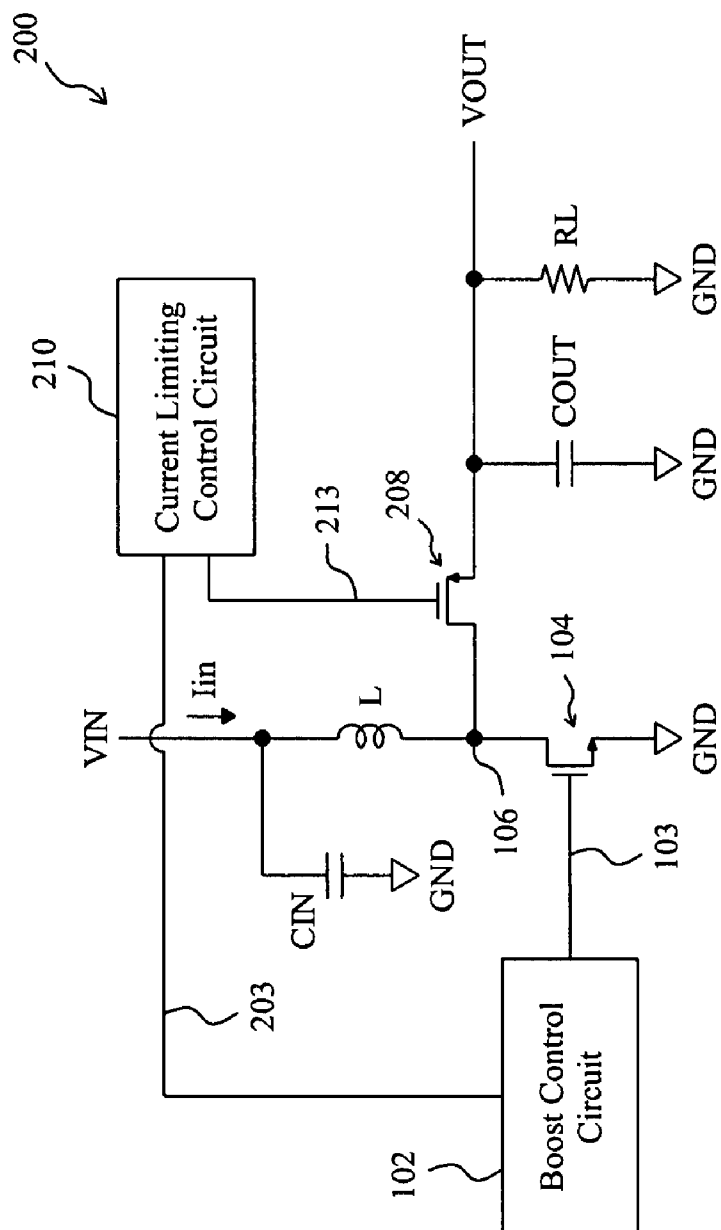 200
210
Current Limiting
Control Circuit
VIN
Iin
203
213
208
VOUT
L
CIN
GND
106
104
COUT
RL
GND
GND
GND
103
102
Boost Control
Circuit